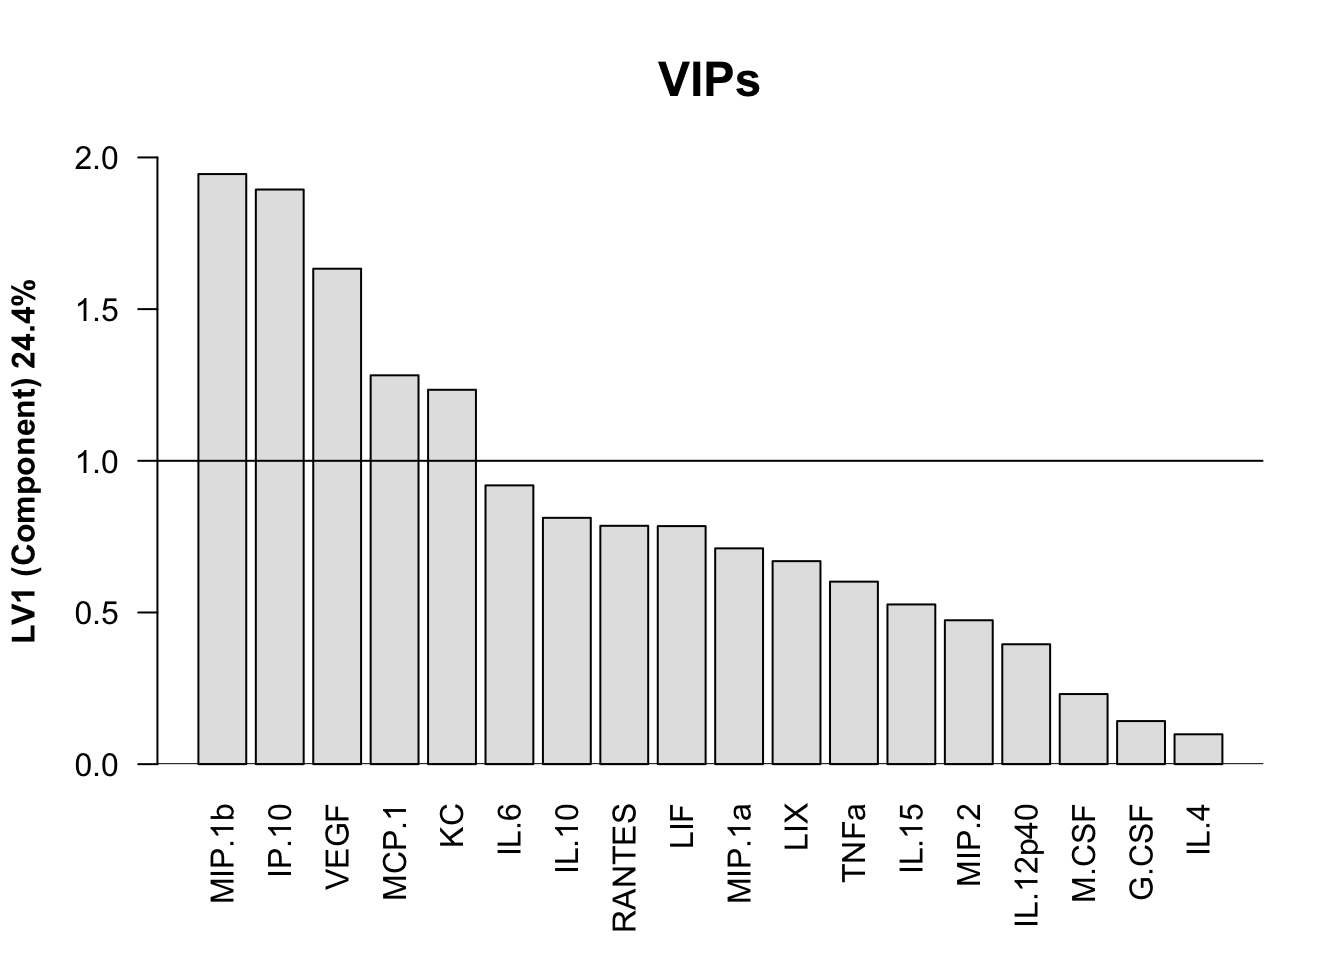 VIPs
LV1 (Component) 24.4%
2.0
1.5
1.0
0.5
0.0
MIP.1b
IP.10
VEGF
MCP.1
KC
IL.6
IL.10
RANTES
LIF
MIP.1a
LIX
TNFa
IL.15
MIP.2
IL.12p40
M.CSF
G.CSF
IL.4